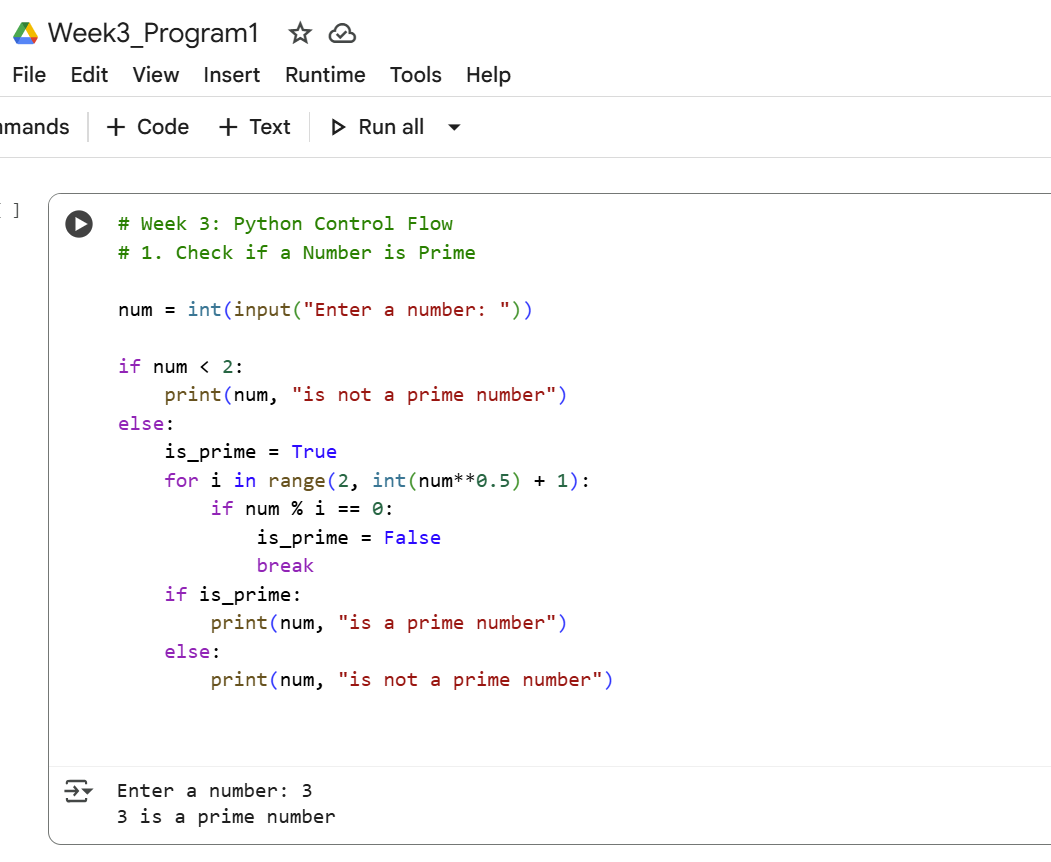 Week3_Program1
File Edit View Insert Runtime Tools Help
mands + Code + Text Run all
[ ]
# Week 3: Python Control Flow
# 1. Check if a Number is Prime
num = int(input("Enter a number: "))
if num < 2:
    print(num, "is not a prime number")
else:
    is_prime = True
    for i in range(2, int(num**0.5) + 1):
        if num % i == 0:
            is_prime = False
            break
    if is_prime:
        print(num, "is a prime number")
    else:
        print(num, "is not a prime number")
Enter a number: 3
3 is a prime number